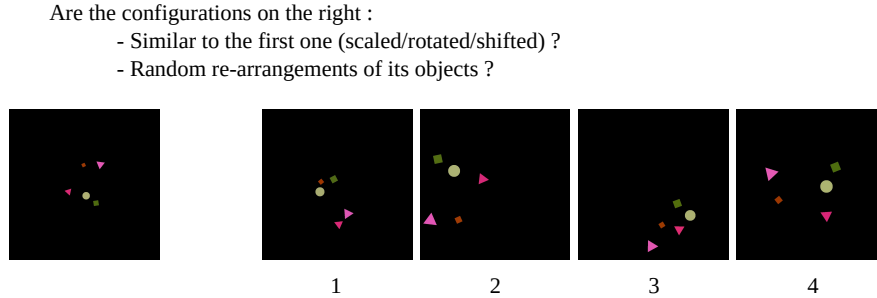 Are the configurations on the right :
- Similar to the first one (scaled/rotated/shifted) ?
- Random re-arrangements of its objects ?
1
2
3
4